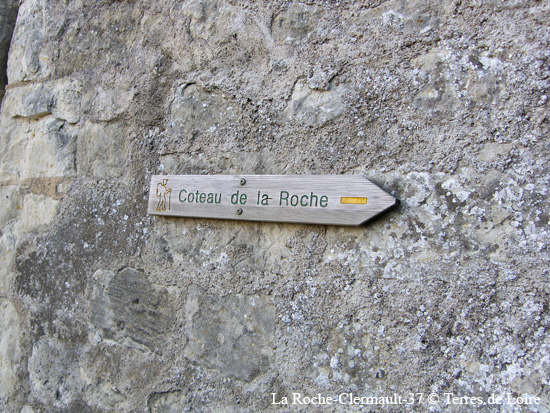 Coteau de la Roche
La Roche-Clermault-37 © Terres de Loire